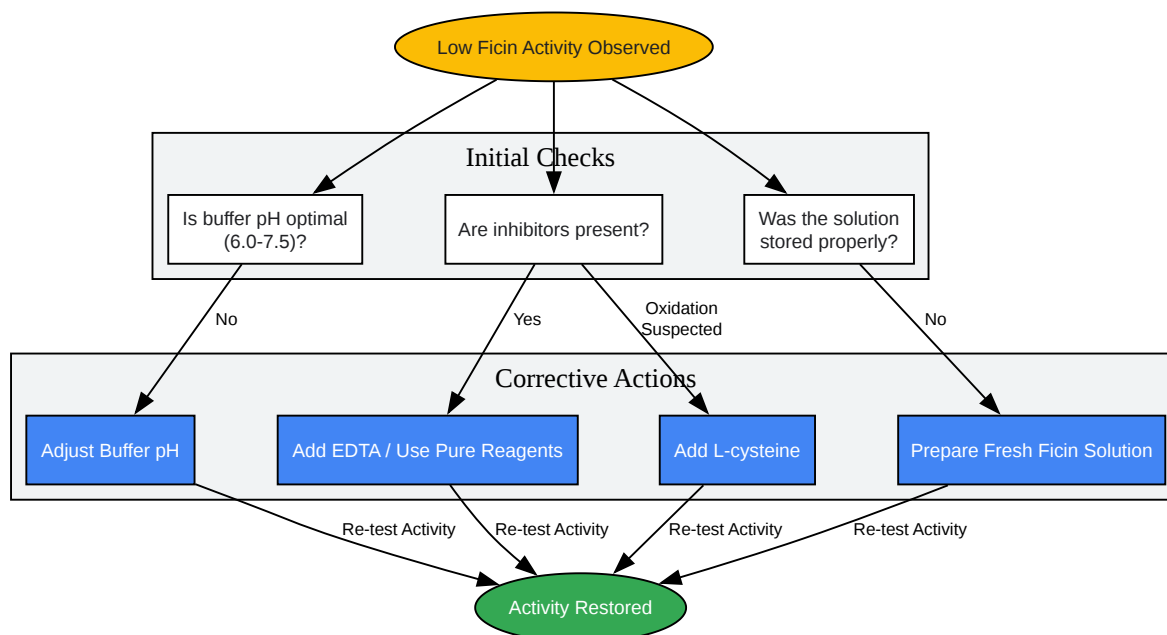 Low Ficin Activity Observed
Initial Checks
Is buffer pH optimal
(6.0-7.5)?
Are inhibitors present?
Was the solution
stored properly?
No
Yes
Oxidation
Suspected
No
Corrective Actions
Adjust Buffer pH
Add EDTA / Use Pure Reagents
Add L-cysteine
Prepare Fresh Ficin Solution
Re-test Activity
Re-test Activity
Re-test Activity
Re-test Activity
Activity Restored